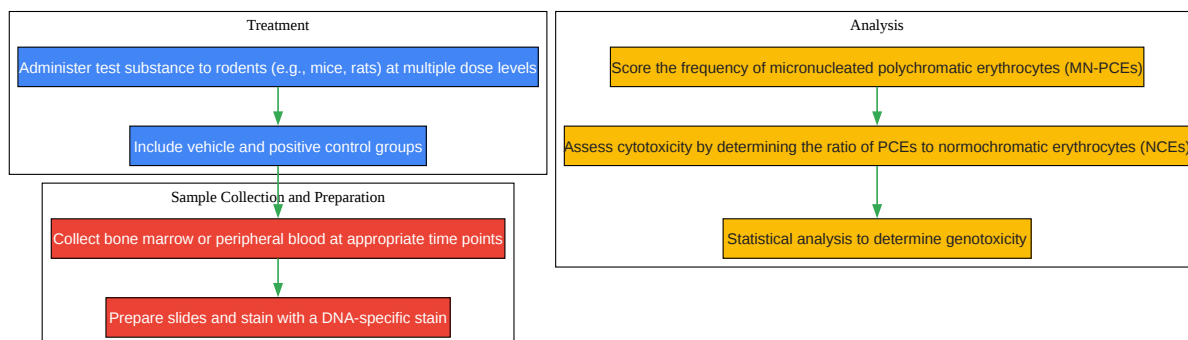 Treatment
Administer test substance to rodents (e.g., mice, rats) at multiple dose levels
Include vehicle and positive control groups
Sample Collection and Preparation
Collect bone marrow or peripheral blood at appropriate time points
Prepare slides and stain with a DNA-specific stain
Analysis
Score the frequency of micronucleated polychromatic erythrocytes (MN-PCEs)
Assess cytotoxicity by determining the ratio of PCEs to normochromatic erythrocytes (NCEs)
Statistical analysis to determine genotoxicity